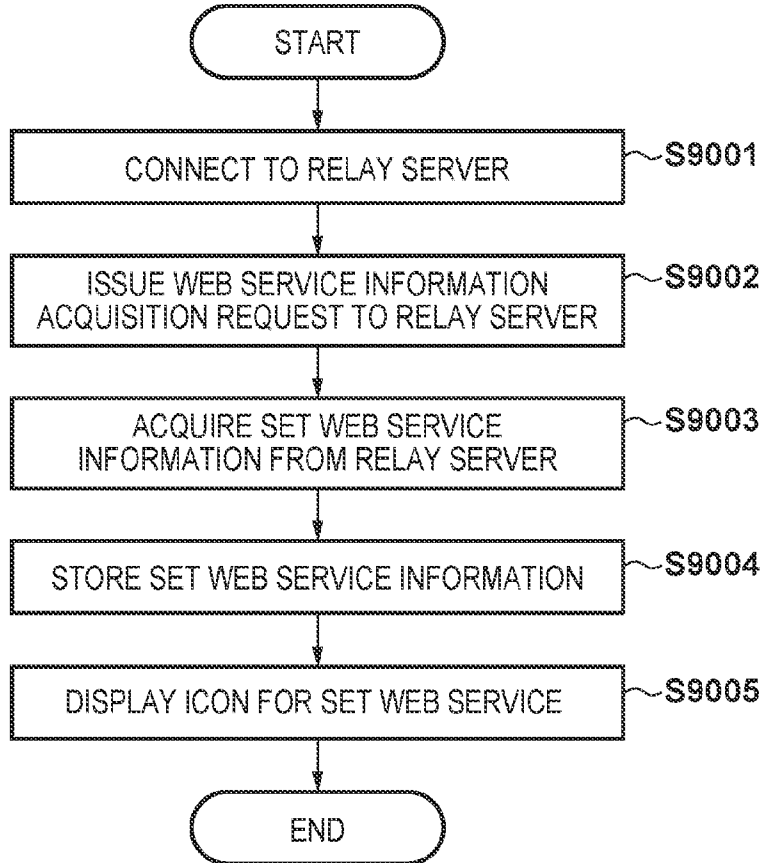 START
CONNECT TO RELAY SERVER
S9001
ISSUE WEB SERVICE INFORMATION
ACQUISITION REQUEST TO RELAY SERVER
S9002
ACQUIRE SET WEB SERVICE
INFORMATION FROM RELAY SERVER
S9003
STORE SET WEB SERVICE INFORMATION
S9004
DISPLAY ICON FOR SET WEB SERVICE
S9005
END